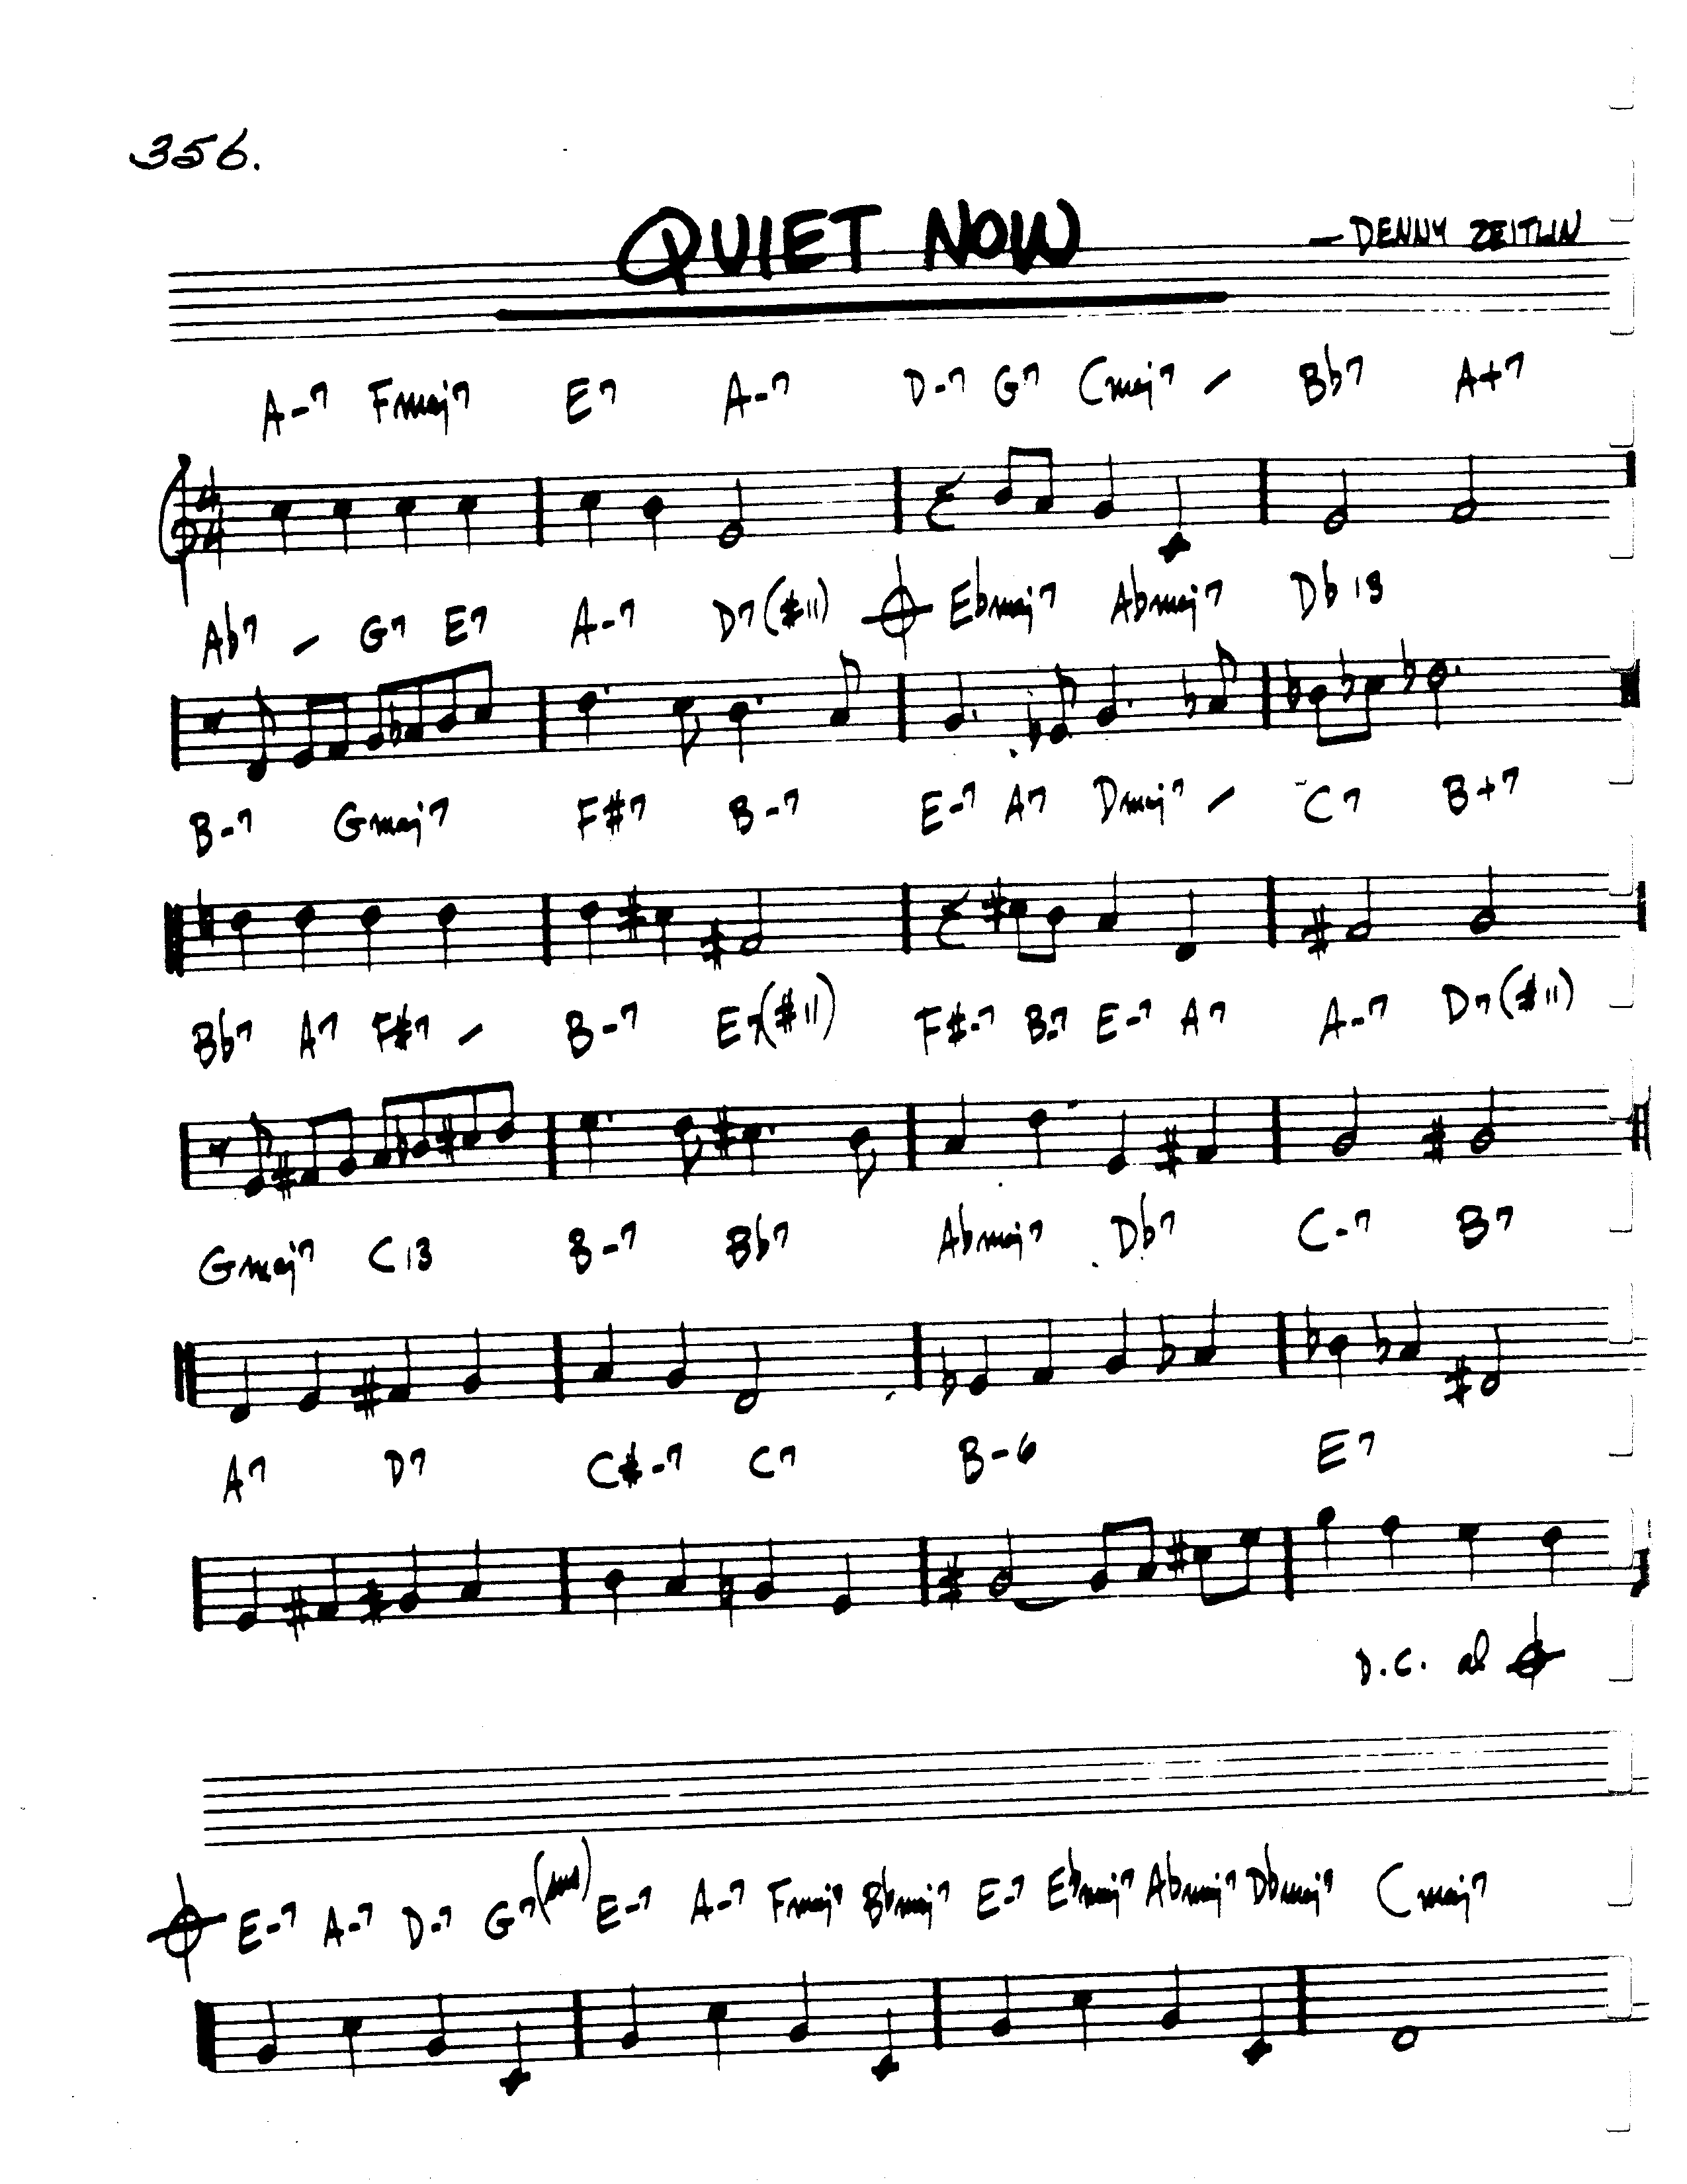 356.
QUIET NOW
— DENNY ZEITLIN
A-7 Fmaj7 E7 A-7 D-7 G7 Cmaj7 – Bb7 A+7
4 4
Ab7 – G7 E7 A-7 D7(#11) Ebmaj7 Abmaj7 Db13
B-7 Gmaj7 F#7 B-7 E-7 A7 Dmaj7 – C7 B+7
Bb7 A7 F#7 – B-7 E7(#11) F#-7 B-7 E-7 A7 A-7 D7(#11)
Gmaj7 C13 B-7 Bb7 Abmaj7 Db7 C-7 B7
A7 D7 C#-7 C7 B-6 E7
D.C. al
E-7 A-7 D-7 G7(sus) E-7 A-7 Fmaj7 Bbmaj7 E-7 Ebmaj7 Abmaj7 Dbmaj7 Cmaj7